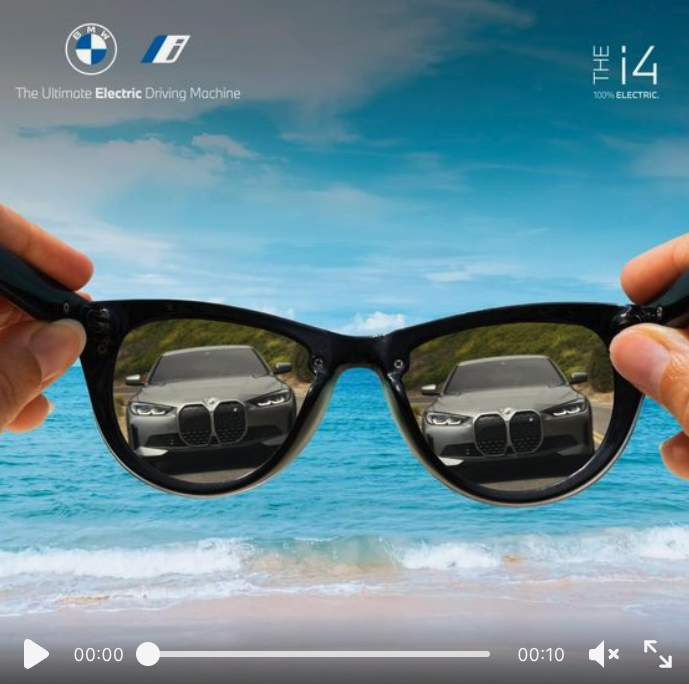 BMW
i
The Ultimate Electric Driving Machine
THE i4
100% ELECTRIC.
00:00
00:10